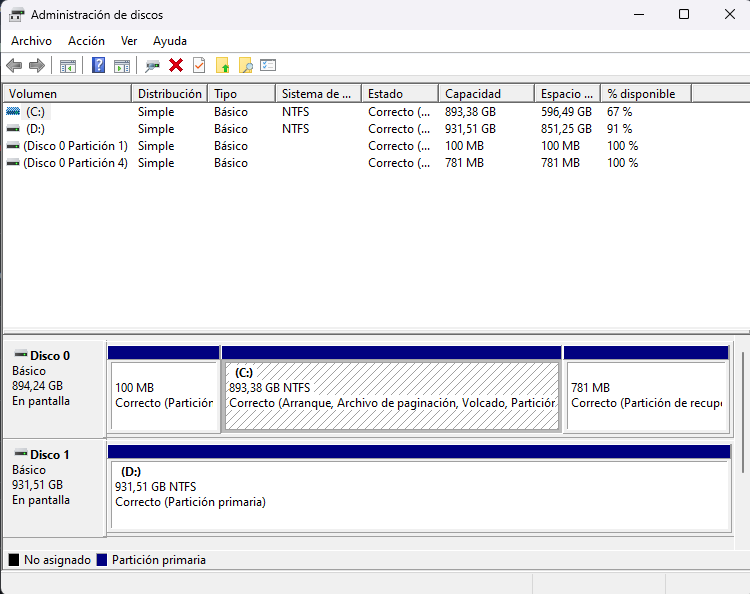 Administración de discos
Archivo Acción Ver Ayuda
Volumen Distribución Tipo Sistema de ... Estado Capacidad Espacio ... % disponible
(C:) Simple Básico NTFS Correcto (... 893,38 GB 596,49 GB 67 %
(D:) Simple Básico NTFS Correcto (... 931,51 GB 851,25 GB 91 %
(Disco 0 Partición 1) Simple Básico Correcto (... 100 MB 100 MB 100 %
(Disco 0 Partición 4) Simple Básico Correcto (... 781 MB 781 MB 100 %
Disco 0
Básico
894,24 GB
En pantalla
100 MB
Correcto (Partición
(C:)
893,38 GB NTFS
Correcto (Arranque, Archivo de paginación, Volcado, Partición
781 MB
Correcto (Partición de recupe
Disco 1
Básico
931,51 GB
En pantalla
(D:)
931,51 GB NTFS
Correcto (Partición primaria)
No asignado Partición primaria